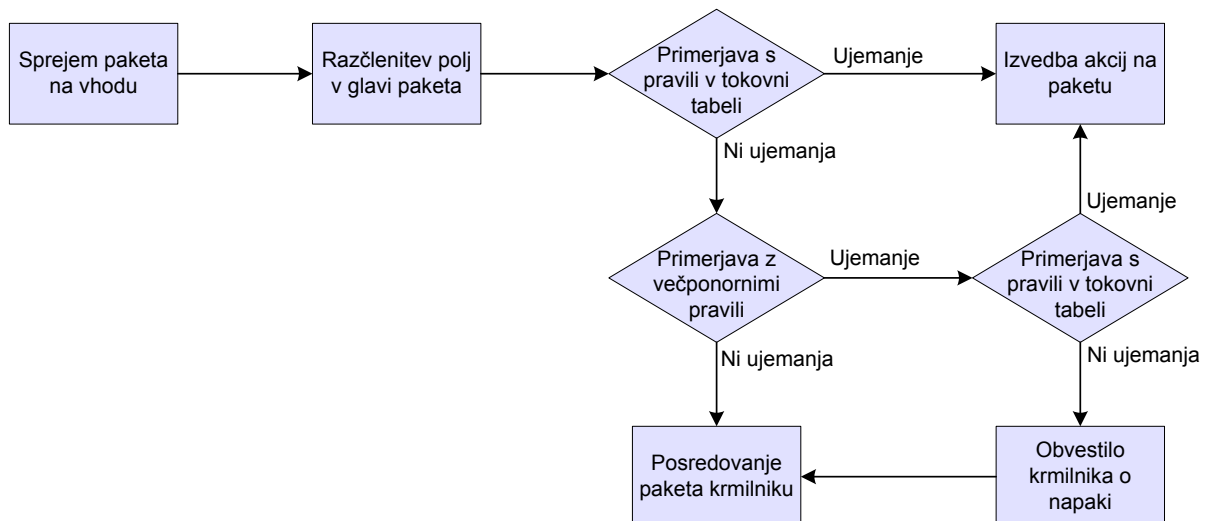 Sprejem paketa
na vhodu
Razčlenitev polj
v glavi paketa
Primerjava s
pravili v tokovni
tabeli
Ujemanje
Izvedba akcij na
paketu
Ni ujemanja
Ujemanje
Primerjava z
večponornimi
pravili
Ujemanje
Primerjava s
pravili v tokovni
tabeli
Ni ujemanja
Ni ujemanja
Posredovanje
paketa krmilniku
Obvestilo
krmilnika o
napaki